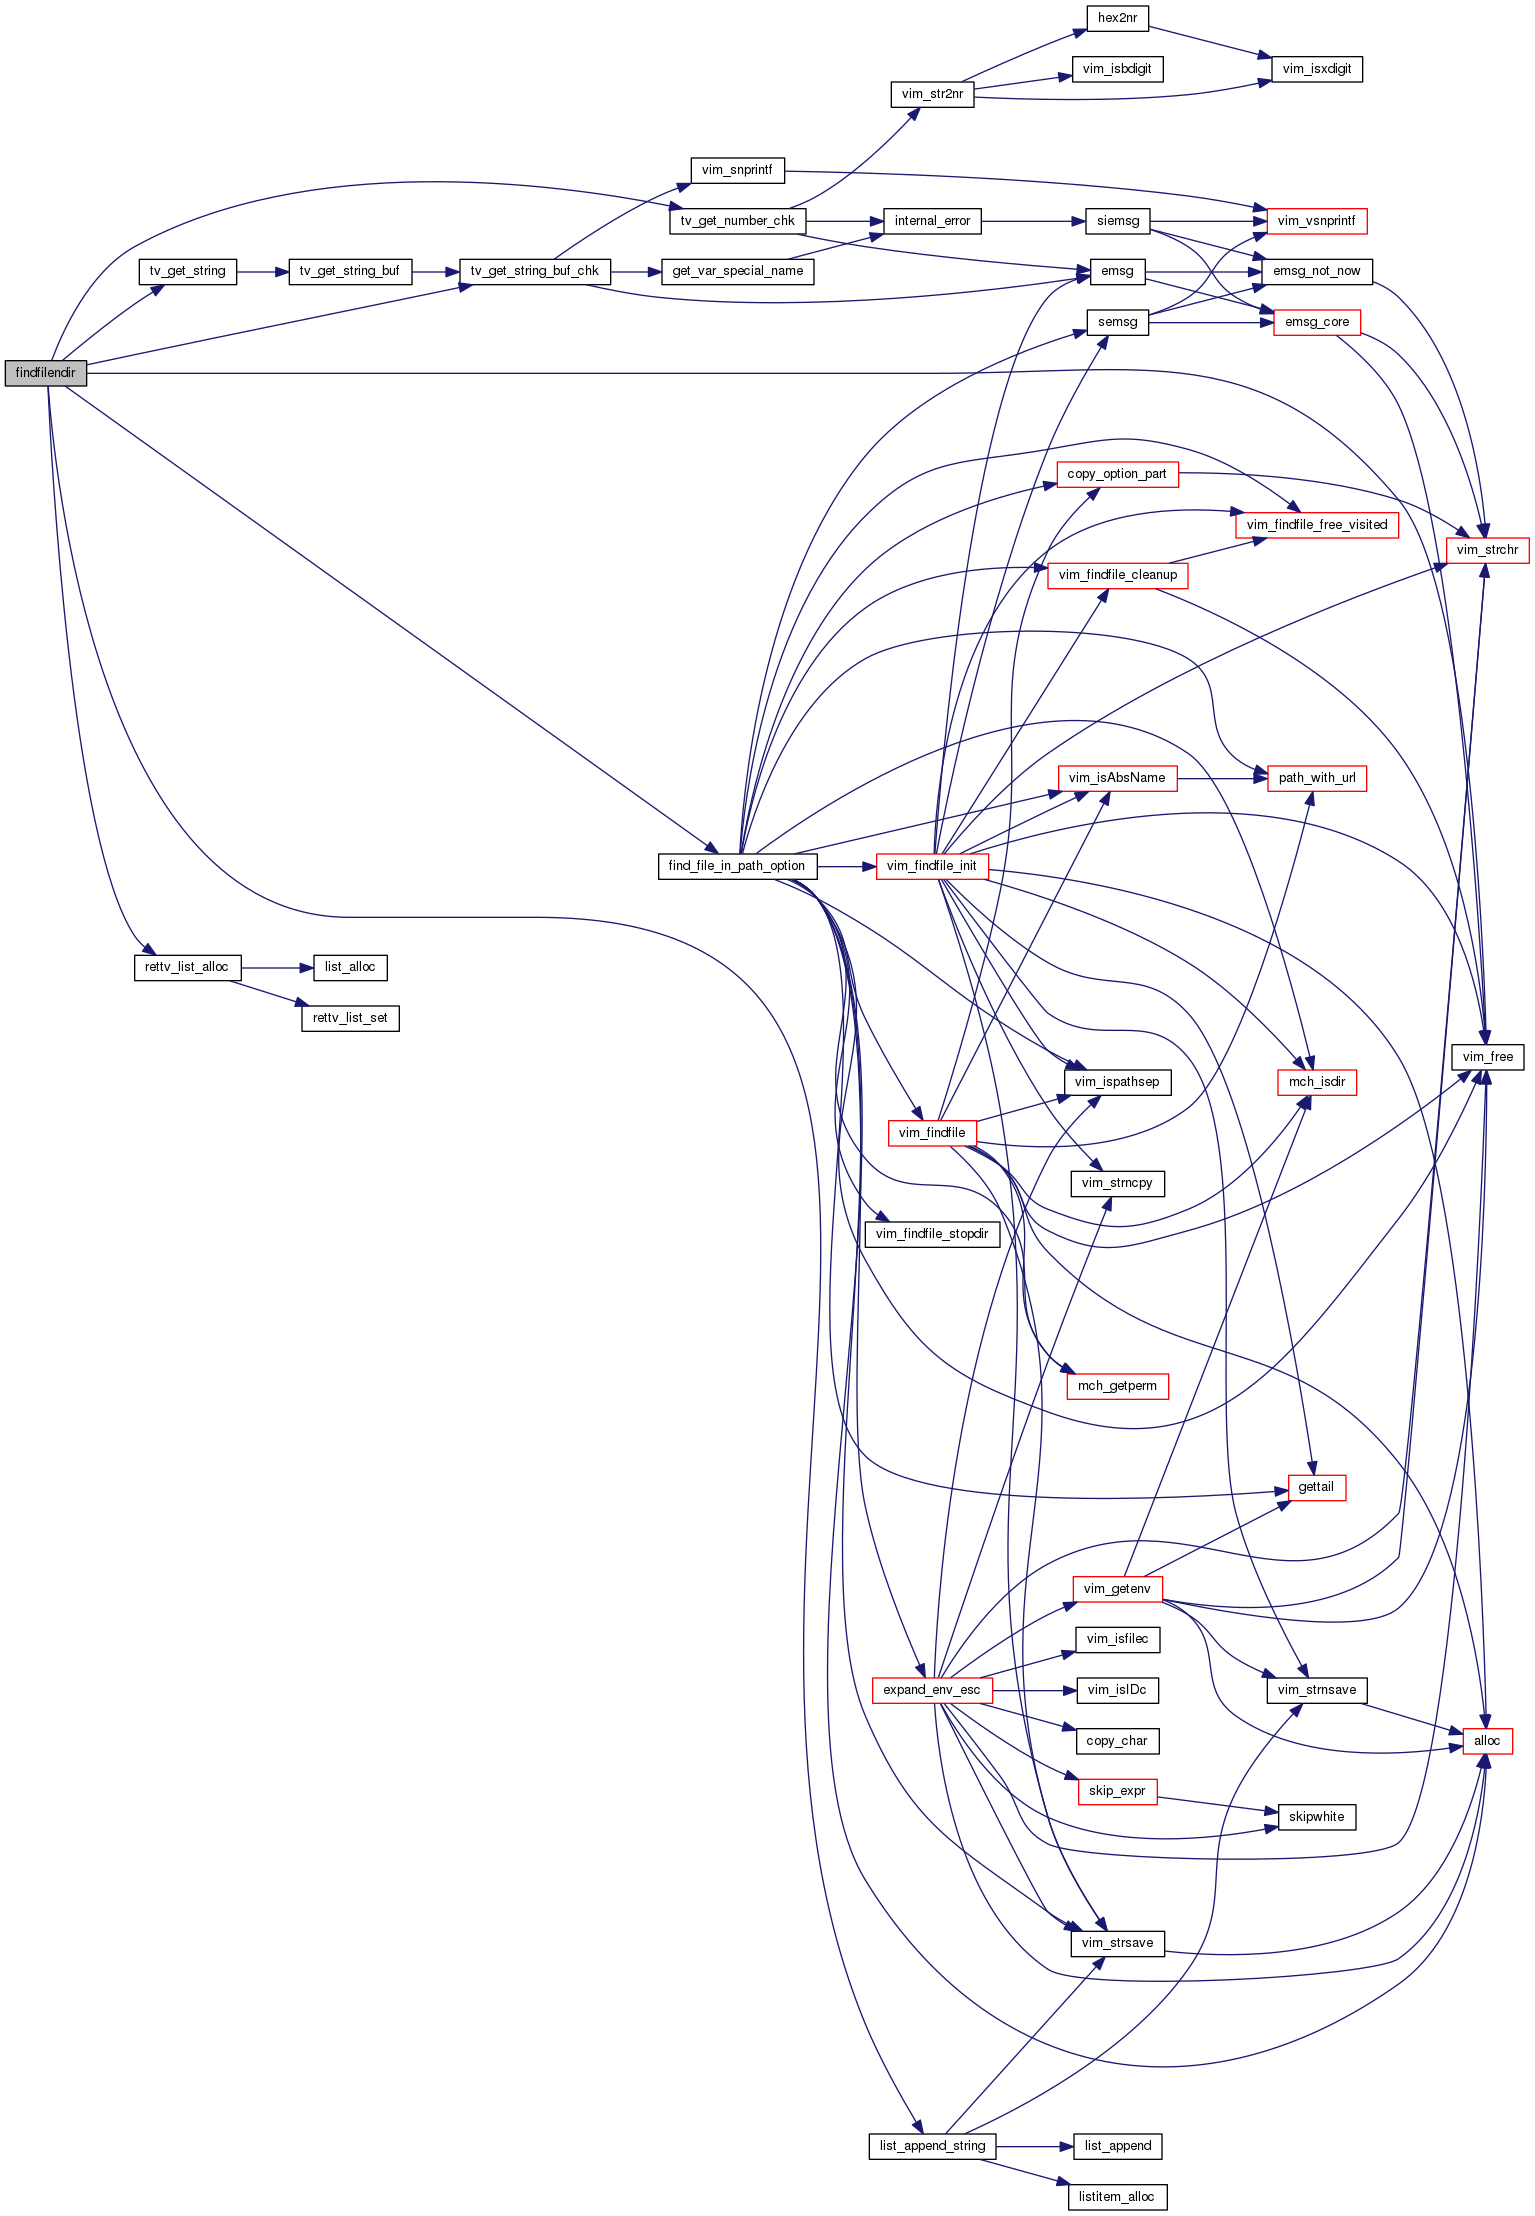 hex2nr
vim_isbdigit
vim_isxdigit
vim_str2nr
vim_snprintf
tv_get_number_chk
internal_error
siemsg
vim_vsnprintf
tv_get_string
tv_get_string_buf
tv_get_string_buf_chk
get_var_special_name
emsg
emsg_not_now
semsg
emsg_core
findfilendir
copy_option_part
vim_findfile_free_visited
vim_strchr
vim_findfile_cleanup
vim_isAbsName
path_with_url
find_file_in_path_option
vim_findfile_init
rettv_list_alloc
list_alloc
rettv_list_set
vim_free
vim_ispathsep
mch_isdir
vim_findfile
vim_strncpy
vim_findfile_stopdir
mch_getperm
gettail
vim_getenv
vim_isfilec
expand_env_esc
vim_isIDc
vim_strnsave
copy_char
alloc
skip_expr
skipwhite
vim_strsave
list_append_string
list_append
listitem_alloc